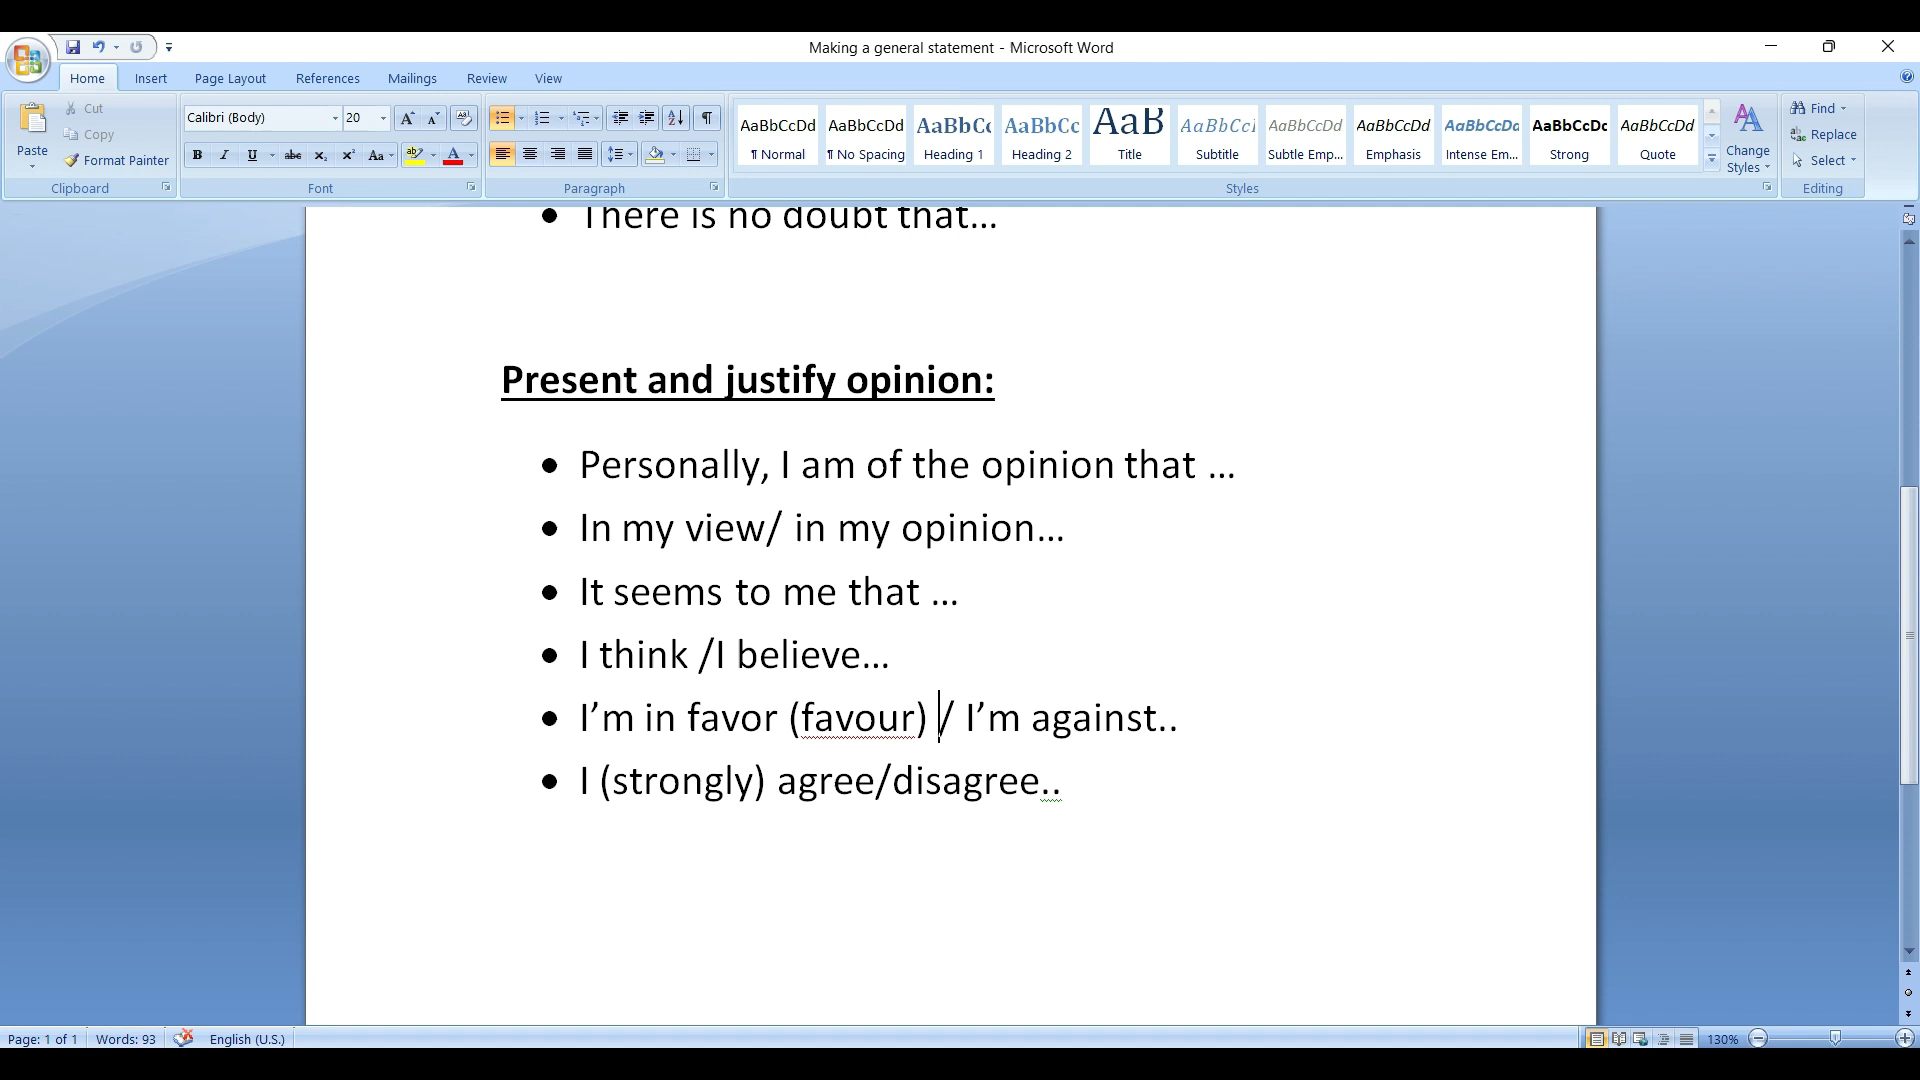 Making a general statement - Microsoft Word
Home Insert Page Layout References Mailings Review View
Paste
Cut
Copy
Format Painter
Clipboard
Calibri (Body) 20
B I U abc x₂ x² Aa
Font
Paragraph
AaBbCcDd AaBbCcDd AaBbCc AaBbCc AaB AaBbCcl AaBbCcDd AaBbCcDd AaBbCcDd AaBbCcDc AaBbCcDd
¶ Normal ¶ No Spacing Heading 1 Heading 2 Title Subtitle Subtle Emp... Emphasis Intense Em... Strong Quote
Change Styles
Styles
Find
Replace
Select
Editing
• There is no doubt that...
Present and justify opinion:
• Personally, I am of the opinion that ...
• In my view/ in my opinion...
• It seems to me that ...
• I think /I believe...
• I’m in favor (favour) / I’m against..
• I (strongly) agree/disagree..
Page: 1 of 1 Words: 93 English (U.S.) 130%